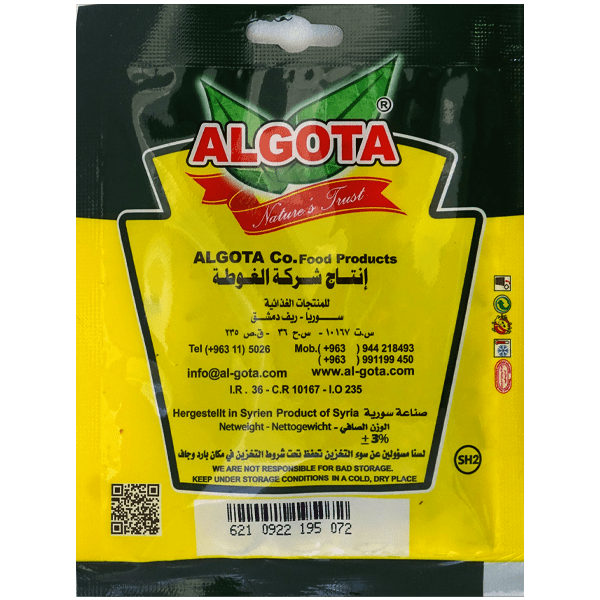 ®
ALGOTA
Nature's Trust
ALGOTA Co. Food Products
إنتاج شركة الغوطة
للمنتجات الغذائية
سوريا - ريف دمشق
س.ت ١٠١٦٧ - س.ح ٣٦ - ق.ص ٢٣٥
Tel (+963 11) 5026 Mob.( +963 ) 944 218493
( +963 ) 991199 450
info@al-gota.com www.al-gota.com
I.R . 36 - C.R 10167 - I.O 235
Hergestellt in Syrien Product of Syria صناعة سورية
Netweight - Nettogewicht - الوزن الصافي
± 3%
لسنا مسؤولين عن سوء التخزين تحفظ تحت شروط التخزين في مكان بارد وجاف
WE ARE NOT RESPONSIBLE FOR BAD STORAGE.
KEEP UNDER STORAGE CONDITIONS IN A COLD, DRY PLACE
SH2
621 0922 195 072